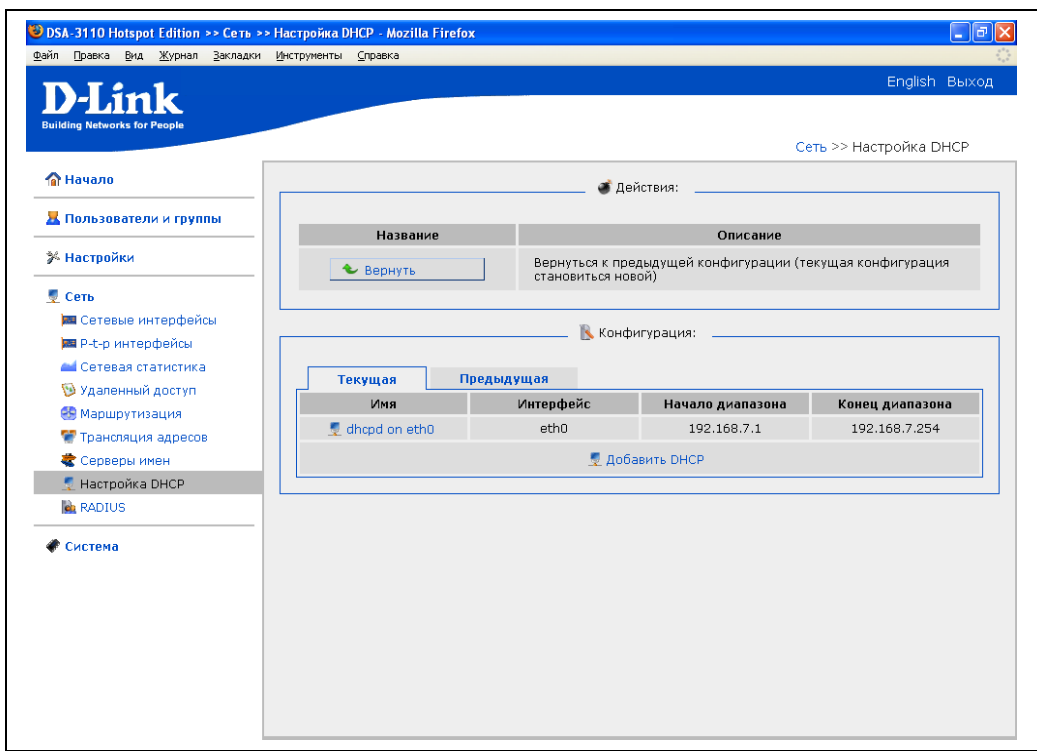 DSA-3110 Hotspot Edition >> Сеть >> Настройка DHCP - Mozilla Firefox
Файл Правка Вид Журнал Закладки Инструменты Справка
English Выход
D-Link
Building Networks for People
Сеть >> Настройка DHCP
Начало
Пользователи и группы
Настройки
Сеть
Сетевые интерфейсы
P-t-p интерфейсы
Сетевая статистика
Удаленный доступ
Маршрутизация
Трансляция адресов
Серверы имен
Настройка DHCP
RADIUS
Система
Действия:
Название Описание
Вернуть Вернуться к предыдущей конфигурации (текущая конфигурация
становиться новой)
Конфигурация:
Текущая Предыдущая
Имя Интерфейс Начало диапазона Конец диапазона
dhcpd on eth0 eth0 192.168.7.1 192.168.7.254
Добавить DHCP